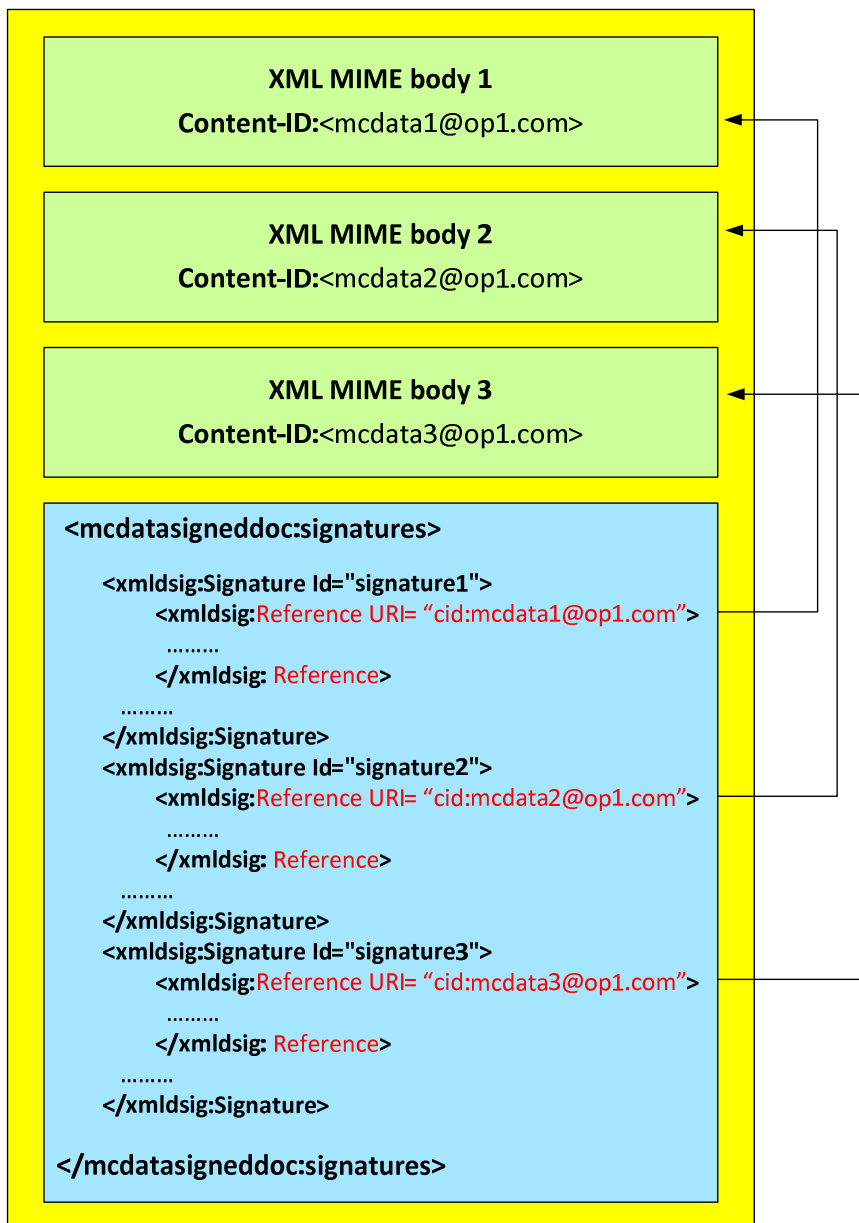 XML MIME body 1
Content-ID:<mcdata1@op1.com>
XML MIME body 2
Content-ID:<mcdata2@op1.com>
XML MIME body 3
Content-ID:<mcdata3@op1.com>
<mcdatasigneddoc:signatures>
<xmldsig:Signature Id="signature1">
<xmldsig:Reference URI= “cid:mcdata1@op1.com”>
………
</xmldsig: Reference>
………
</xmldsig:Signature>
<xmldsig:Signature Id="signature2">
<xmldsig:Reference URI= “cid:mcdata2@op1.com”>
………
</xmldsig: Reference>
………
</xmldsig:Signature>
<xmldsig:Signature Id="signature3">
<xmldsig:Reference URI= “cid:mcdata3@op1.com”>
………
</xmldsig: Reference>
………
</xmldsig:Signature>
</mcdatasigneddoc:signatures>